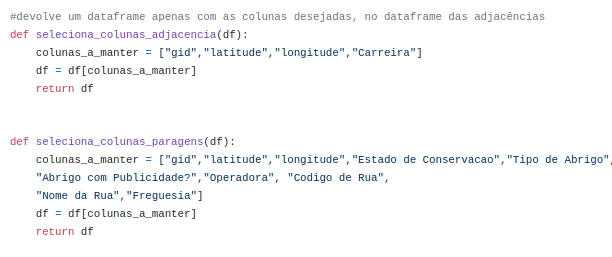 #devolve um dataframe apenas com as colunas desejadas, no dataframe das adjacências
def seleciona_colunas_adjacencia(df):
    colunas_a_manter = ["gid","latitude","longitude","Carreira"]
    df = df[colunas_a_manter]
    return df
def seleciona_colunas_paragens(df):
    colunas_a_manter = ["gid","latitude","longitude","Estado de Conservacao","Tipo de Abrigo",
    "Abrigo com Publicidade?","Operadora", "Codigo de Rua",
    "Nome da Rua","Freguesia"]
    df = df[colunas_a_manter]
    return df